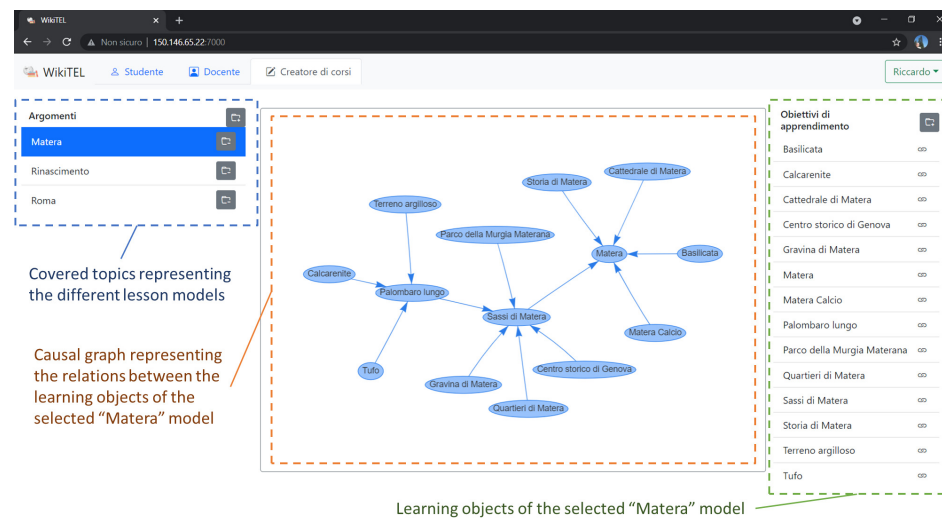 WikiTEL
Non sicuro | 150.146.65.22:7000
WikiTEL
Studente
Docente
Creatore di corsi
Riccardo
Argomenti
Matera
Rinascimento
Roma
Covered topics representing
the different lesson models
Causal graph representing
the relations between the
learning objects of the
selected “Matera” model
Storia di Matera
Cattedrale di Matera
Terreno argilloso
Parco della Murgia Materana
Matera
Basilicata
Calcarenite
Palombaro lungo
Sassi di Matera
Matera Calcio
Tufo
Centro storico di Genova
Gravina di Matera
Quartieri di Matera
Obiettivi di
apprendimento
Basilicata
Calcarenite
Cattedrale di Matera
Centro storico di Genova
Gravina di Matera
Matera
Matera Calcio
Palombaro lungo
Parco della Murgia Materana
Quartieri di Matera
Sassi di Matera
Storia di Matera
Terreno argilloso
Tufo
Learning objects of the selected “Matera” model